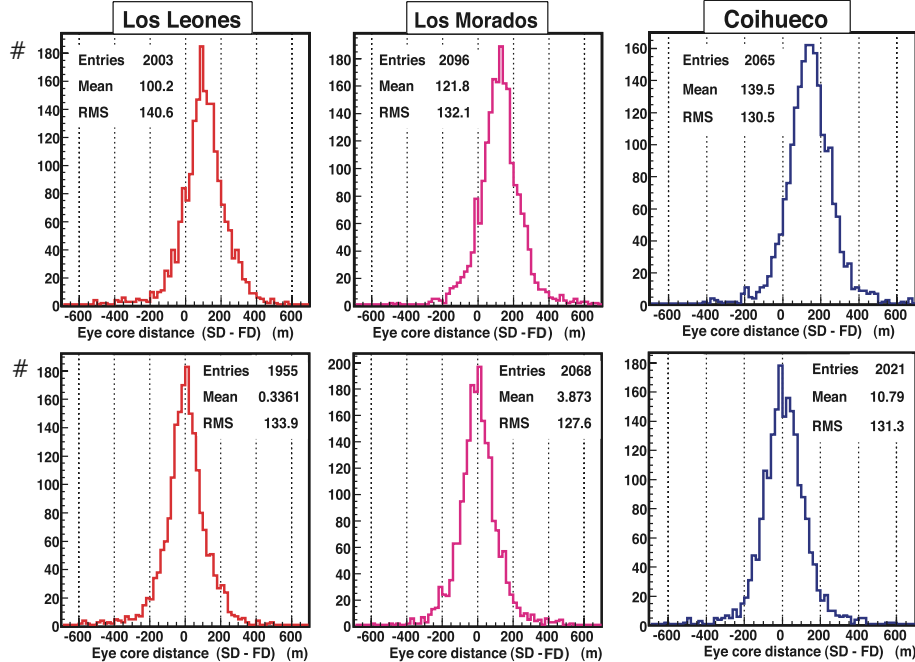 Los Leones
Los Morados
Coihueco
#
180
160
140
120
100
80
60
40
20
0
Entries 2003
Mean 100.2
RMS 140.6
-600 -400 -200 0 200 400 600
Eye core distance (SD - FD) (m)
180
160
140
120
100
80
60
40
20
0
Entries 2096
Mean 121.8
RMS 132.1
-600 -400 -200 0 200 400 600
Eye core distance (SD - FD) (m)
160
140
120
100
80
60
40
20
0
Entries 2065
Mean 139.5
RMS 130.5
-600 -400 -200 0 200 400 600
Eye core distance (SD - FD) (m)
#
180
160
140
120
100
80
60
40
20
0
Entries 1955
Mean 0.3361
RMS 133.9
-600 -400 -200 0 200 400 600
Eye core distance (SD - FD) (m)
200
180
160
140
120
100
80
60
40
20
0
Entries 2068
Mean 3.873
RMS 127.6
-600 -400 -200 0 200 400 600
Eye core distance (SD - FD) (m)
180
160
140
120
100
80
60
40
20
0
Entries 2021
Mean 10.79
RMS 131.3
-600 -400 -200 0 200 400 600
Eye core distance (SD - FD) (m)